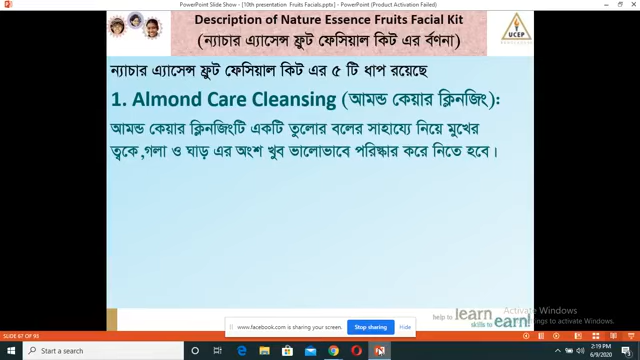 PowerPoint Slide Show - [10th presentation Fruits Facials.pptx] - PowerPoint (Product Activation Failed)
Description of Nature Essence Fruits Facial Kit
(ন্যাচার এ্যাসেন্স ফ্রুট ফেসিয়াল কিট এর বর্ণনা)
UCEP
ন্যাচার এ্যাসেন্স ফ্রুট ফেসিয়াল কিট এর ৫ টি ধাপ রয়েছে
1. Almond Care Cleansing (আমন্ড কেয়ার ক্লিনজিং):
আমন্ড কেয়ার ক্লিনজিংটি একটি তুলোর বলের সাহায্যে নিয়ে মুখের
ত্বকে ,গলা ও ঘাড় এর অংশ খুব ভালোভাবে পরিষ্কার করে নিতে হবে।
help to learn
skills to earn!
Activate Windows
ttings to activate Windows.
www.facebook.com is sharing your screen.
Stop sharing
Hide
SLIDE 67 OF 93
Start a search
2:19 PM
6/9/2020